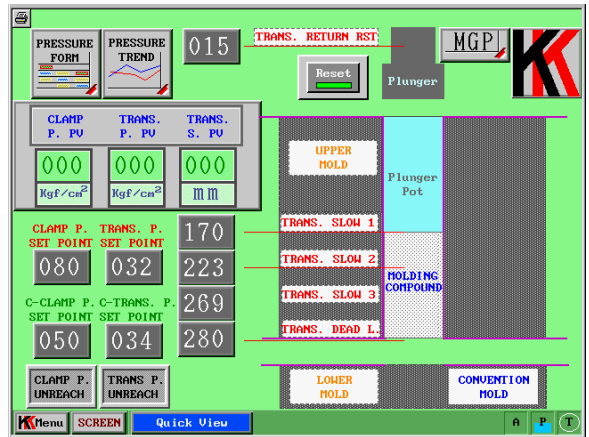 PRESSURE
FORM
PRESSURE
TREND
015
TRANS. RETURN RST
MGP
Reset
Plunger
CLAMP
P. PV
TRANS.
P. PV
TRANS.
S. PV
000
000
000
Kgf/cm2
Kgf/cm2
mm
UPPER
MOLD
Plunger
Pot
CLAMP P.
SET POINT
TRANS. P.
SET POINT
170
TRANS. SLOW 1
080
032
223
TRANS. SLOW 2
MOLDING
COMPOUND
C-CLAMP P.
SET POINT
C-TRANS. P.
SET POINT
269
TRANS. SLOW 3
050
034
280
TRANS. DEAD L.
CLAMP P.
UNREACH
TRANS P.
UNREACH
LOWER
MOLD
CONVENTION
MOLD
Menu
SCREEN
Quick View
A
P
T